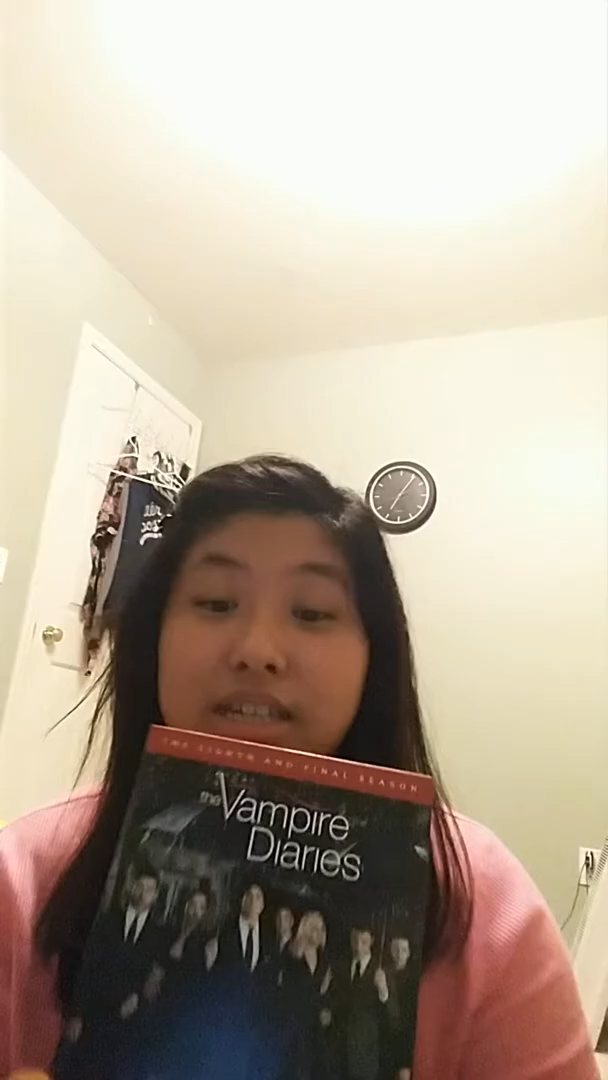 THE EIGHTH AND FINAL SEASON
the Vampire
Diaries